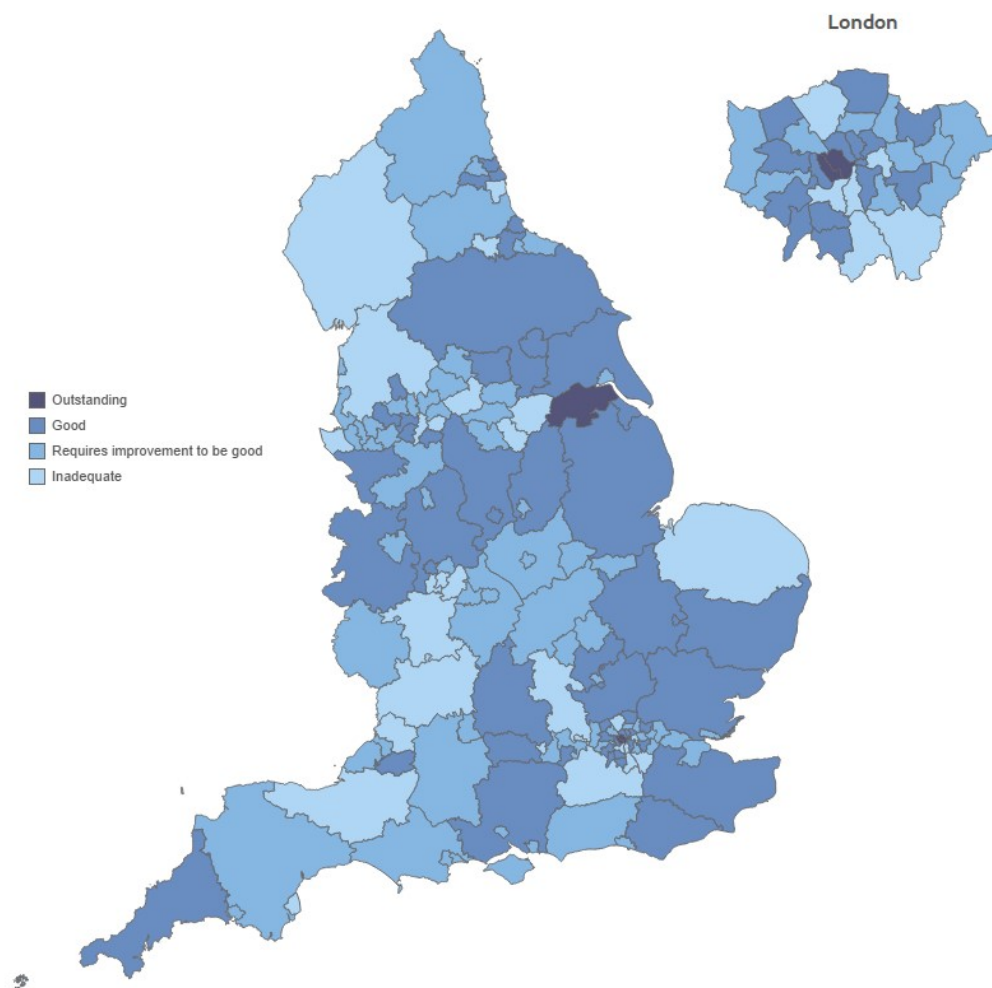 London
Outstanding
Good
Requires improvement to be good
Inadequate